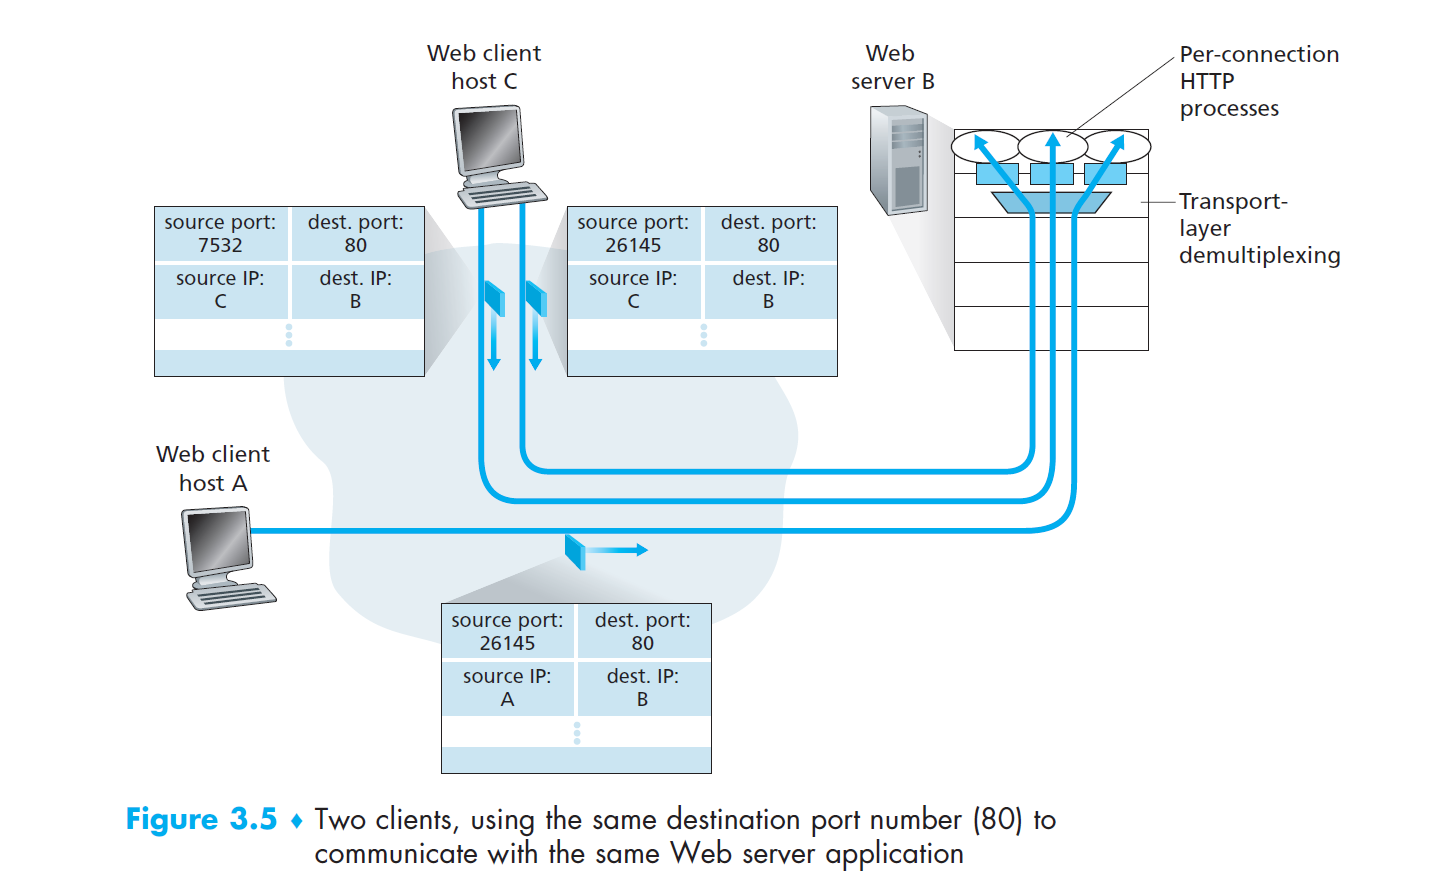 Web client
host C
Web
server B
Per-connection
HTTP
processes
Transport-
layer
demultiplexing
source port:
7532
dest. port:
80
source IP:
C
dest. IP:
B
source port:
26145
dest. port:
80
source IP:
C
dest. IP:
B
Web client
host A
source port:
26145
dest. port:
80
source IP:
A
dest. IP:
B
Figure 3.5 ♦ Two clients, using the same destination port number (80) to
communicate with the same Web server application